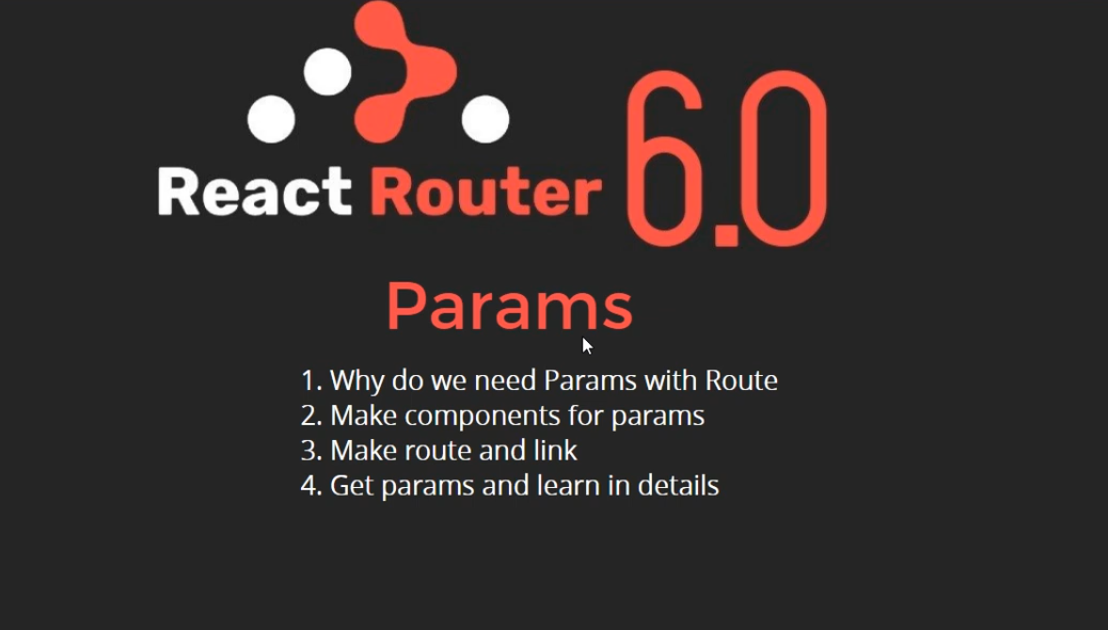 React Router 6.0
Params
1. Why do we need Params with Route
2. Make components for params
3. Make route and link
4. Get params and learn in details